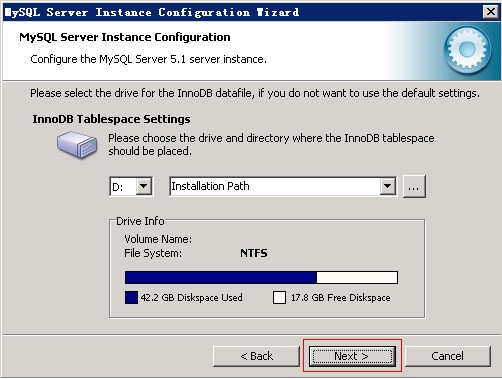 MySQL Server Instance Configuration Wizard
MySQL Server Instance Configuration
Configure the MySQL Server 5.1 server instance.
Please select the drive for the InnoDB datafile, if you do not want to use the default settings.
InnoDB Tablespace Settings
Please choose the drive and directory where the InnoDB tablespace
should be placed.
D: Installation Path ...
Drive Info
Volume Name:
File System: NTFS
42.2 GB Diskspace Used 17.8 GB Free Diskspace
< Back Next > Cancel